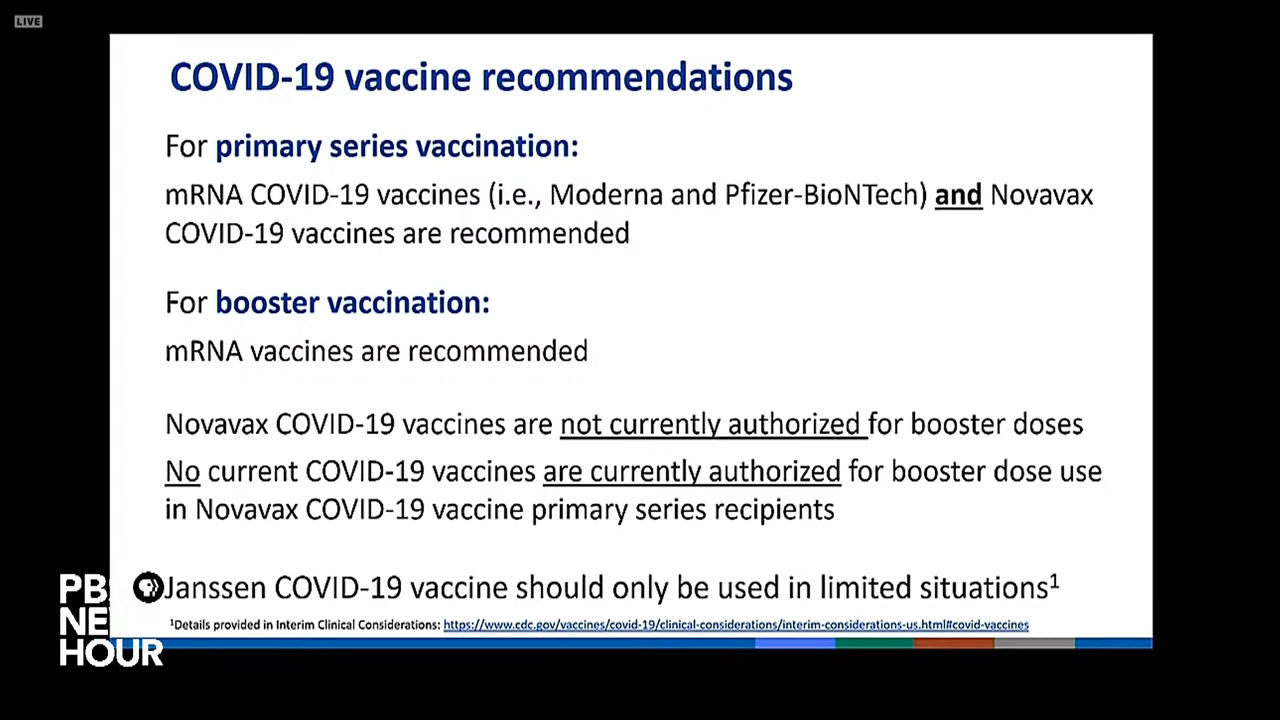 LIVE
COVID-19 vaccine recommendations
For primary series vaccination:
mRNA COVID-19 vaccines (i.e., Moderna and Pfizer-BioNTech) and Novavax
COVID-19 vaccines are recommended
For booster vaccination:
mRNA vaccines are recommended
Novavax COVID-19 vaccines are not currently authorized for booster doses
No current COVID-19 vaccines are currently authorized for booster dose use
in Novavax COVID-19 vaccine primary series recipients
Janssen COVID-19 vaccine should only be used in limited situations¹
¹Details provided in Interim Clinical Considerations: https://www.cdc.gov/vaccines/covid-19/clinical-considerations/interim-considerations-us.html#covid-vaccines
PB
NE
HOUR